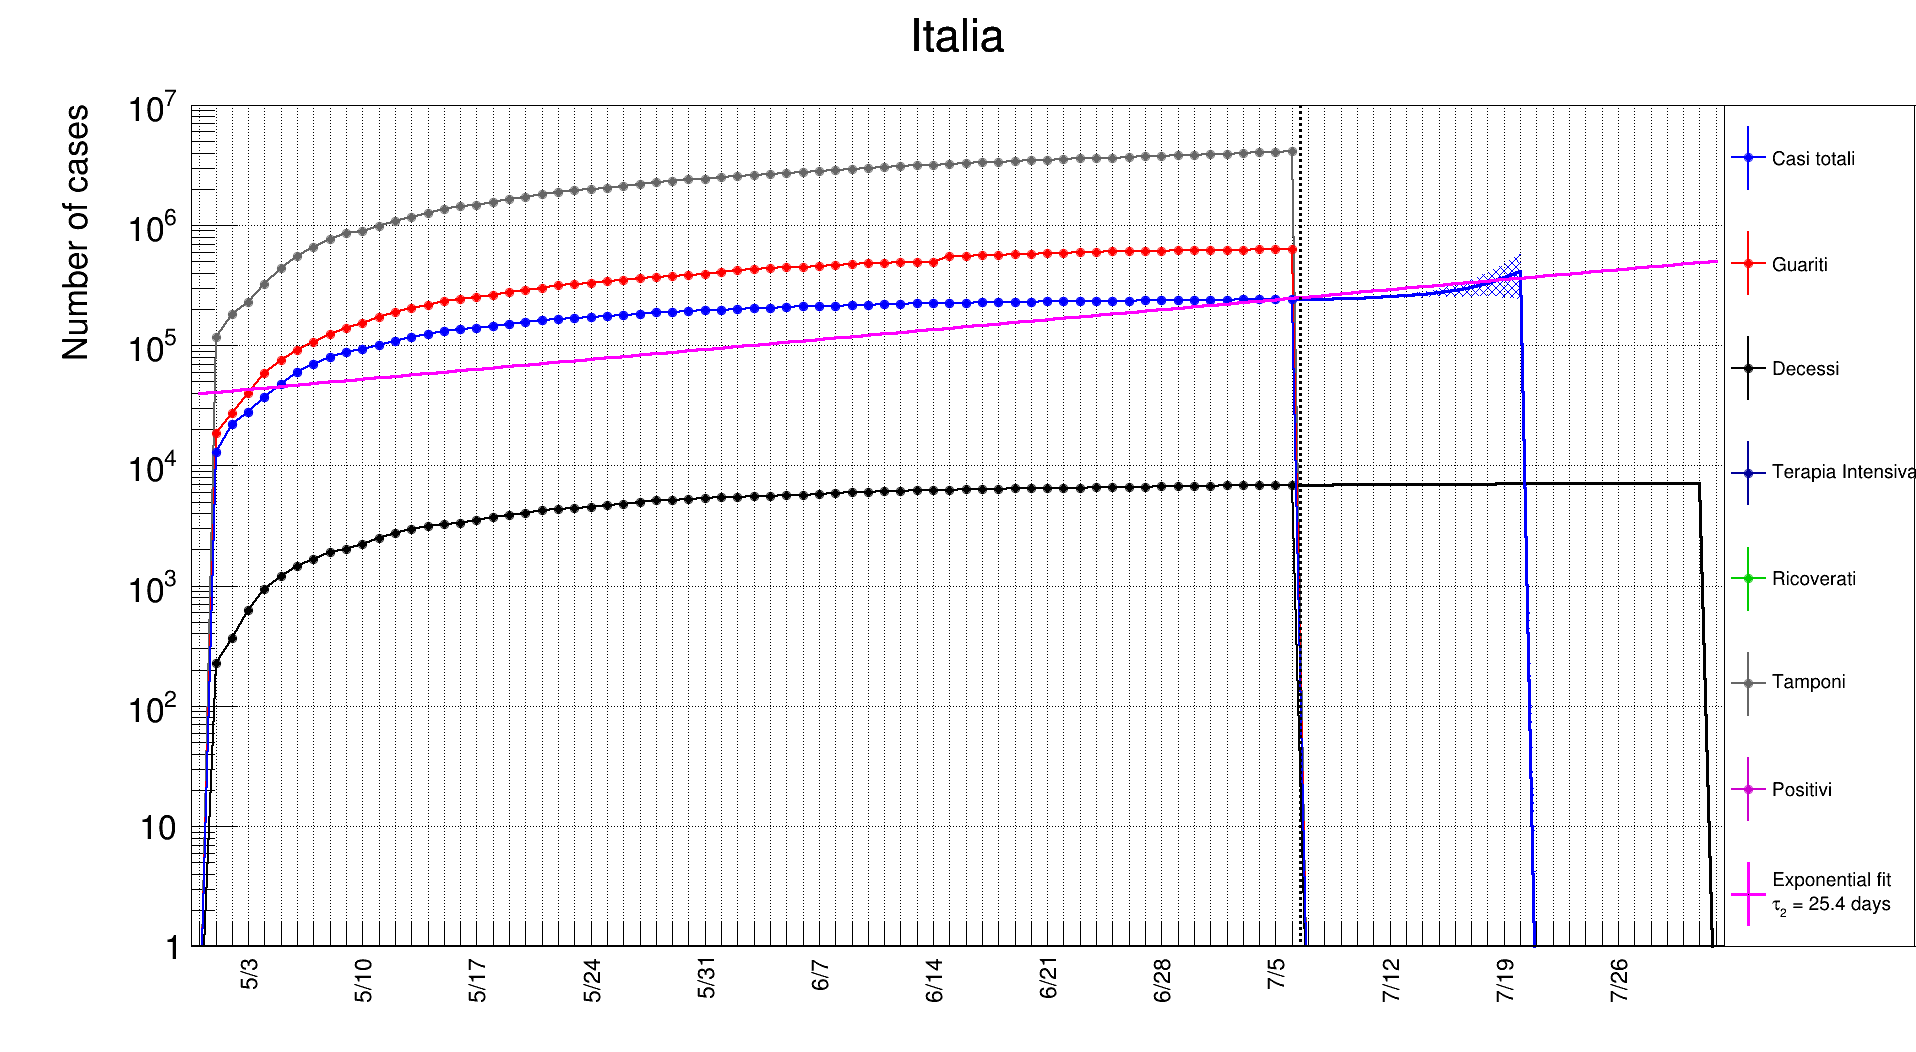 Italia
Number of cases
10^7
10^6
10^5
10^4
10^3
10^2
10
1
5/3
5/10
5/17
5/24
5/31
6/7
6/14
6/21
6/28
7/5
7/12
7/19
7/26
Casi totali
Guariti
Decessi
Terapia Intensiva
Ricoverati
Tamponi
Positivi
Exponential fit
τ₂ = 25.4 days